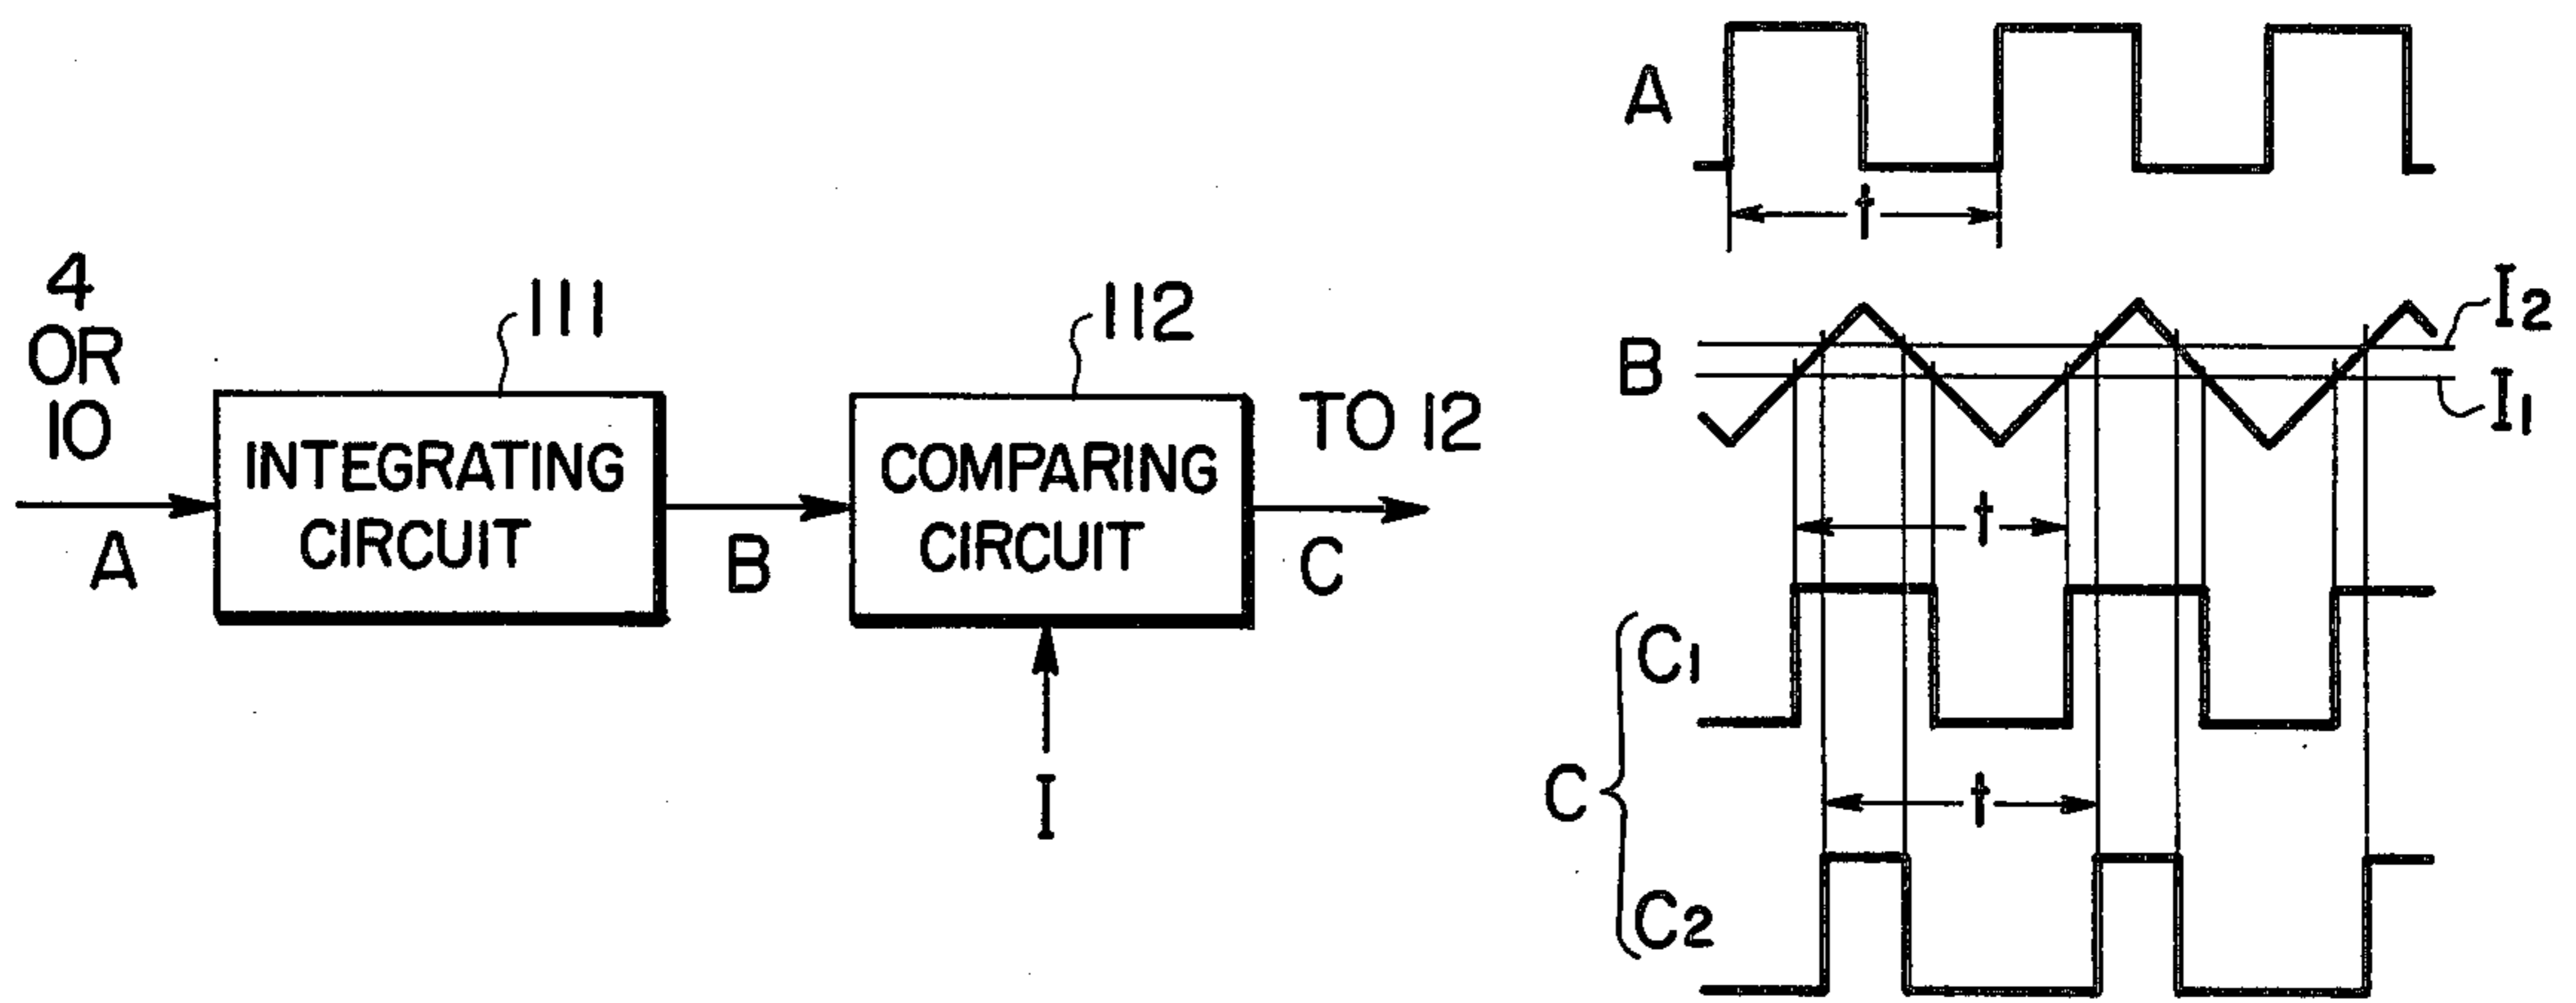 4
OR
10
A
111
INTEGRATING
CIRCUIT
B
112
COMPARING
CIRCUIT
I
TO 12
C
A
t
B
I2
I1
t
C
C1
t
C2